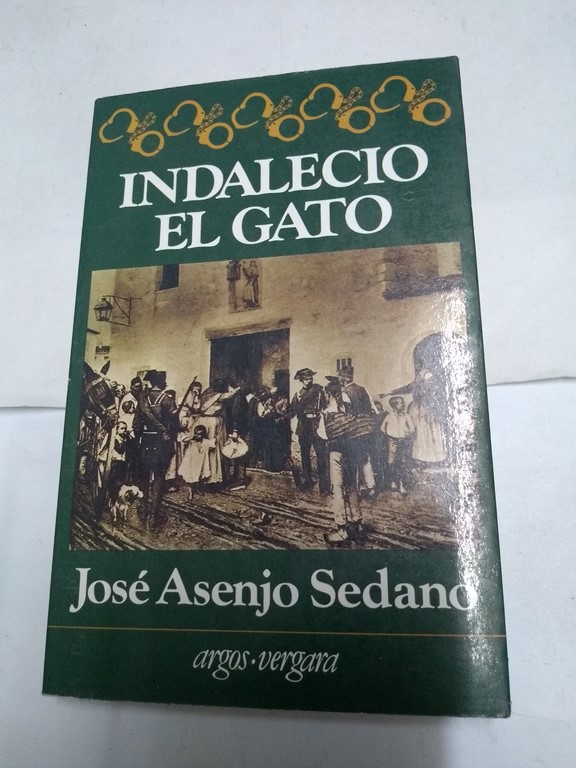 INDALECIO
EL GATO
José Asenjo Sedano
argos·vergara